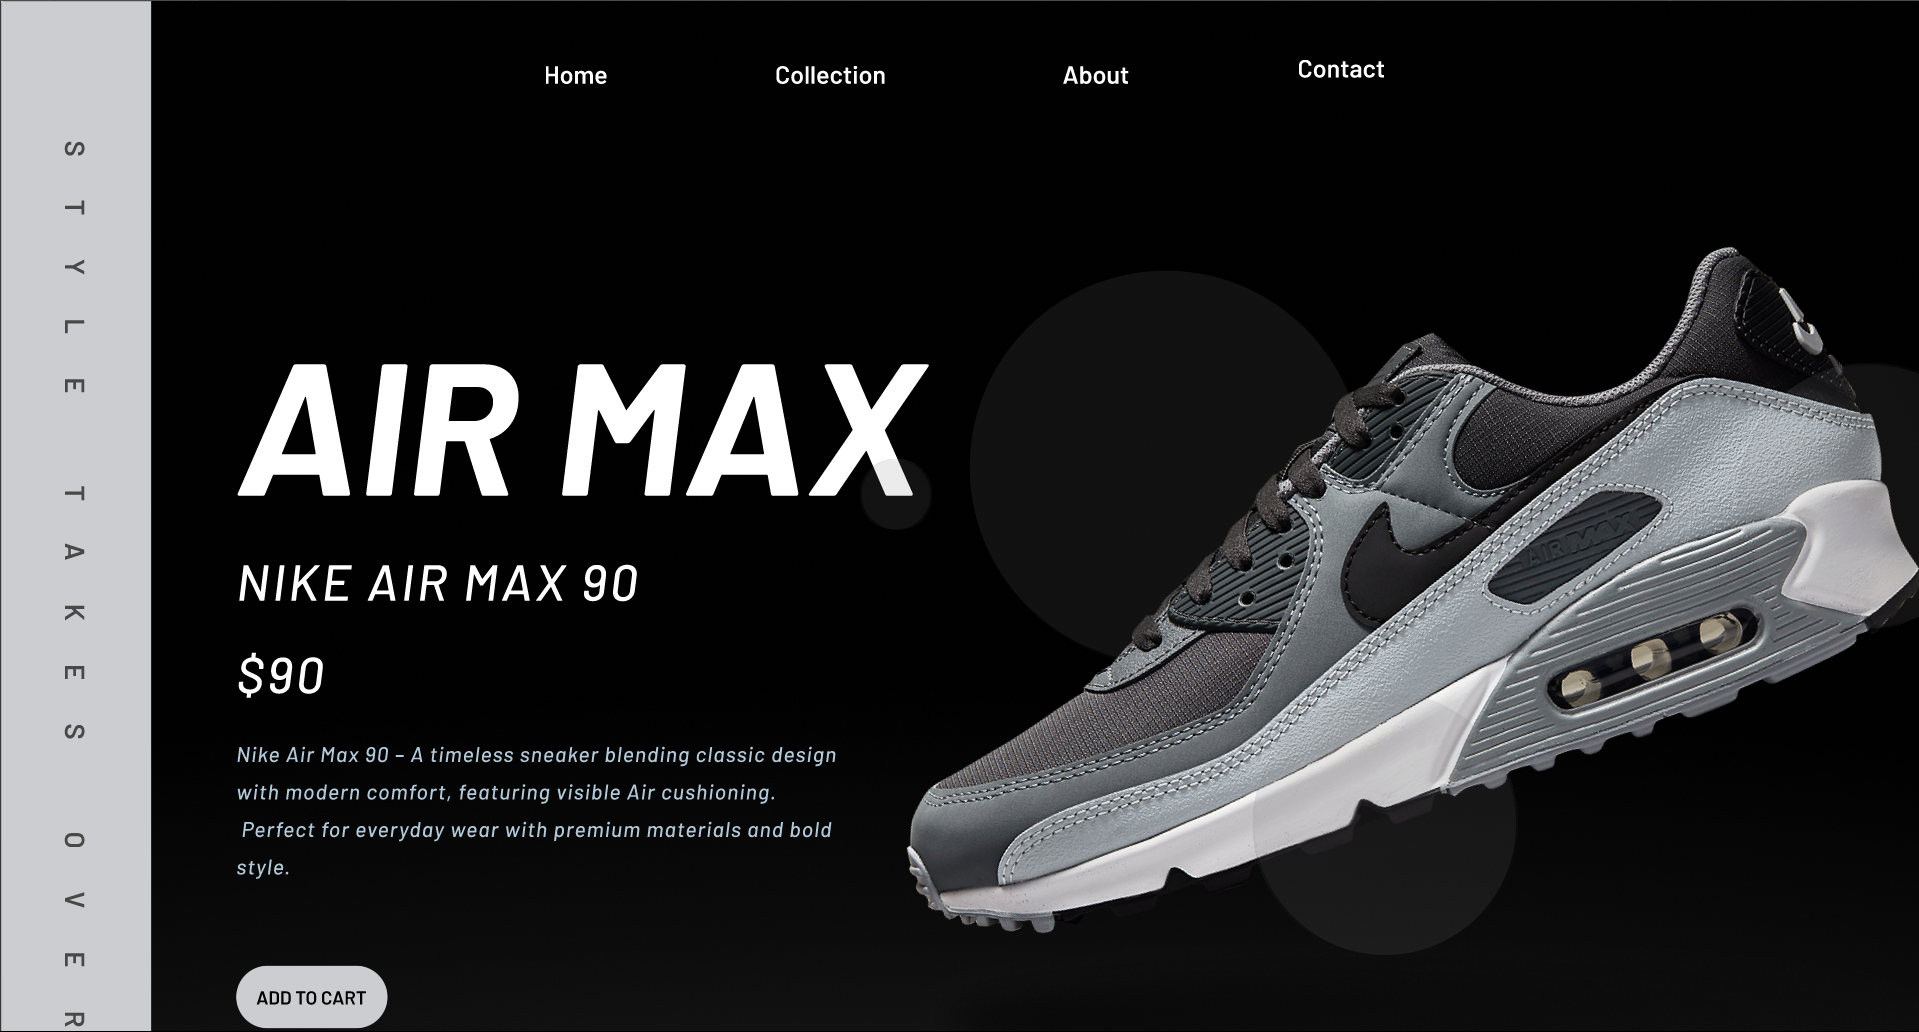 Home
Collection
About
Contact
STYLE TAKES OVER
AIR MAX
NIKE AIR MAX 90
$90
Nike Air Max 90 – A timeless sneaker blending classic design
with modern comfort, featuring visible Air cushioning.
Perfect for everyday wear with premium materials and bold
style.
ADD TO CART
AIR MAX